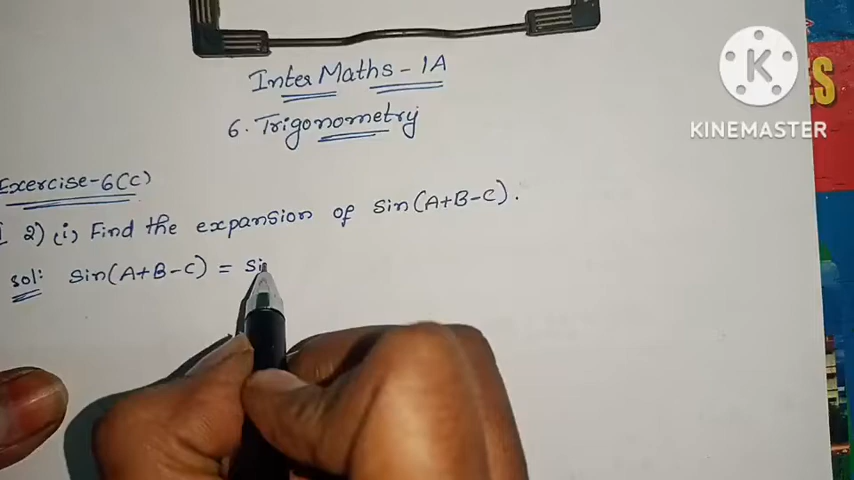 Inter Maths - 1A
6. Trigonometry
KINEMASTER
Exercise-6(c)
I 2) (i) Find the expansion of Sin(A+B-C).
Sol: Sin(A+B-C) = Si